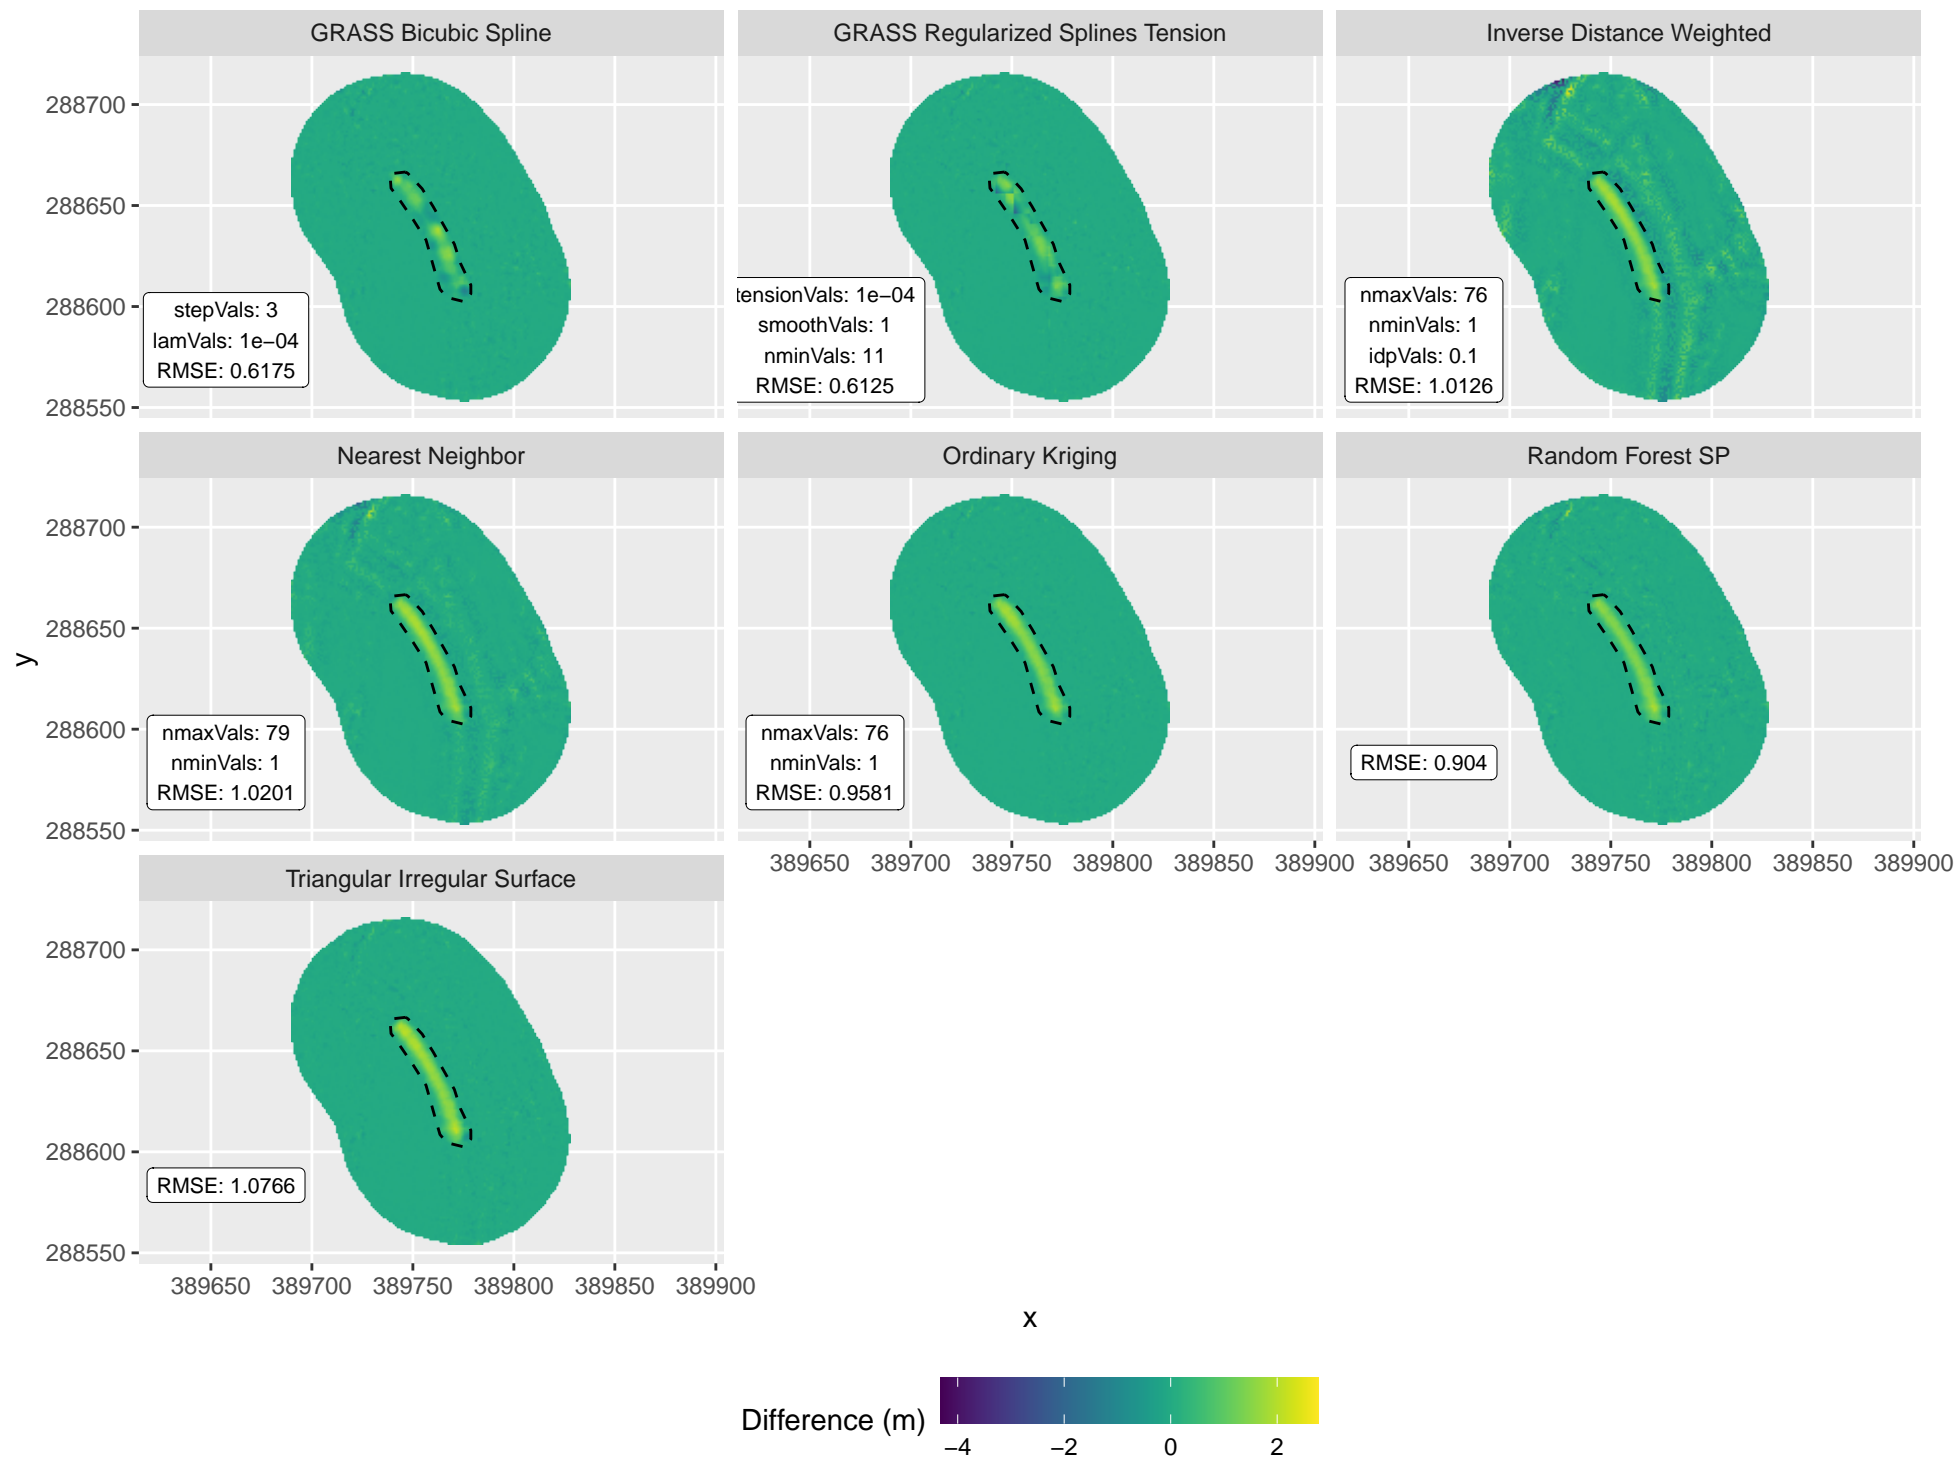 GRASS Bicubic Spline
GRASS Regularized Splines Tension
Inverse Distance Weighted
288700
288650
288600
288550
stepVals: 3
lamVals: 1e−04
RMSE: 0.6175
tensionVals: 1e−04
smoothVals: 1
nminVals: 11
RMSE: 0.6125
nmaxVals: 76
nminVals: 1
idpVals: 0.1
RMSE: 1.0126
Nearest Neighbor
Ordinary Kriging
Random Forest SP
288700
288650
288600
288550
nmaxVals: 79
nminVals: 1
RMSE: 1.0201
nmaxVals: 76
nminVals: 1
RMSE: 0.9581
RMSE: 0.904
389650 389700 389750 389800 389850 389900
389650 389700 389750 389800 389850 389900
y
Triangular Irregular Surface
288700
288650
288600
288550
RMSE: 1.0766
389650 389700 389750 389800 389850 389900
x
Difference (m)
−4 −2 0 2